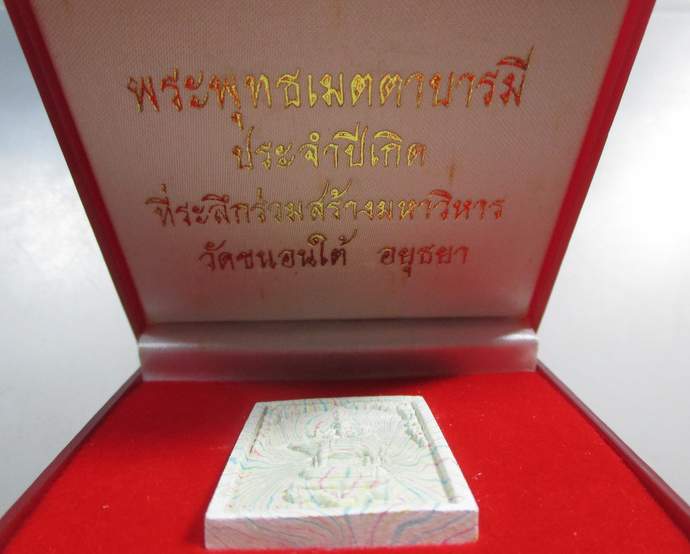 พระพุทธเมตตาบารมี
ประจำปีเกิด
ที่ระลึกร่วมสร้างมหาวิหาร
วัดขนอนใต้ อยุธยา